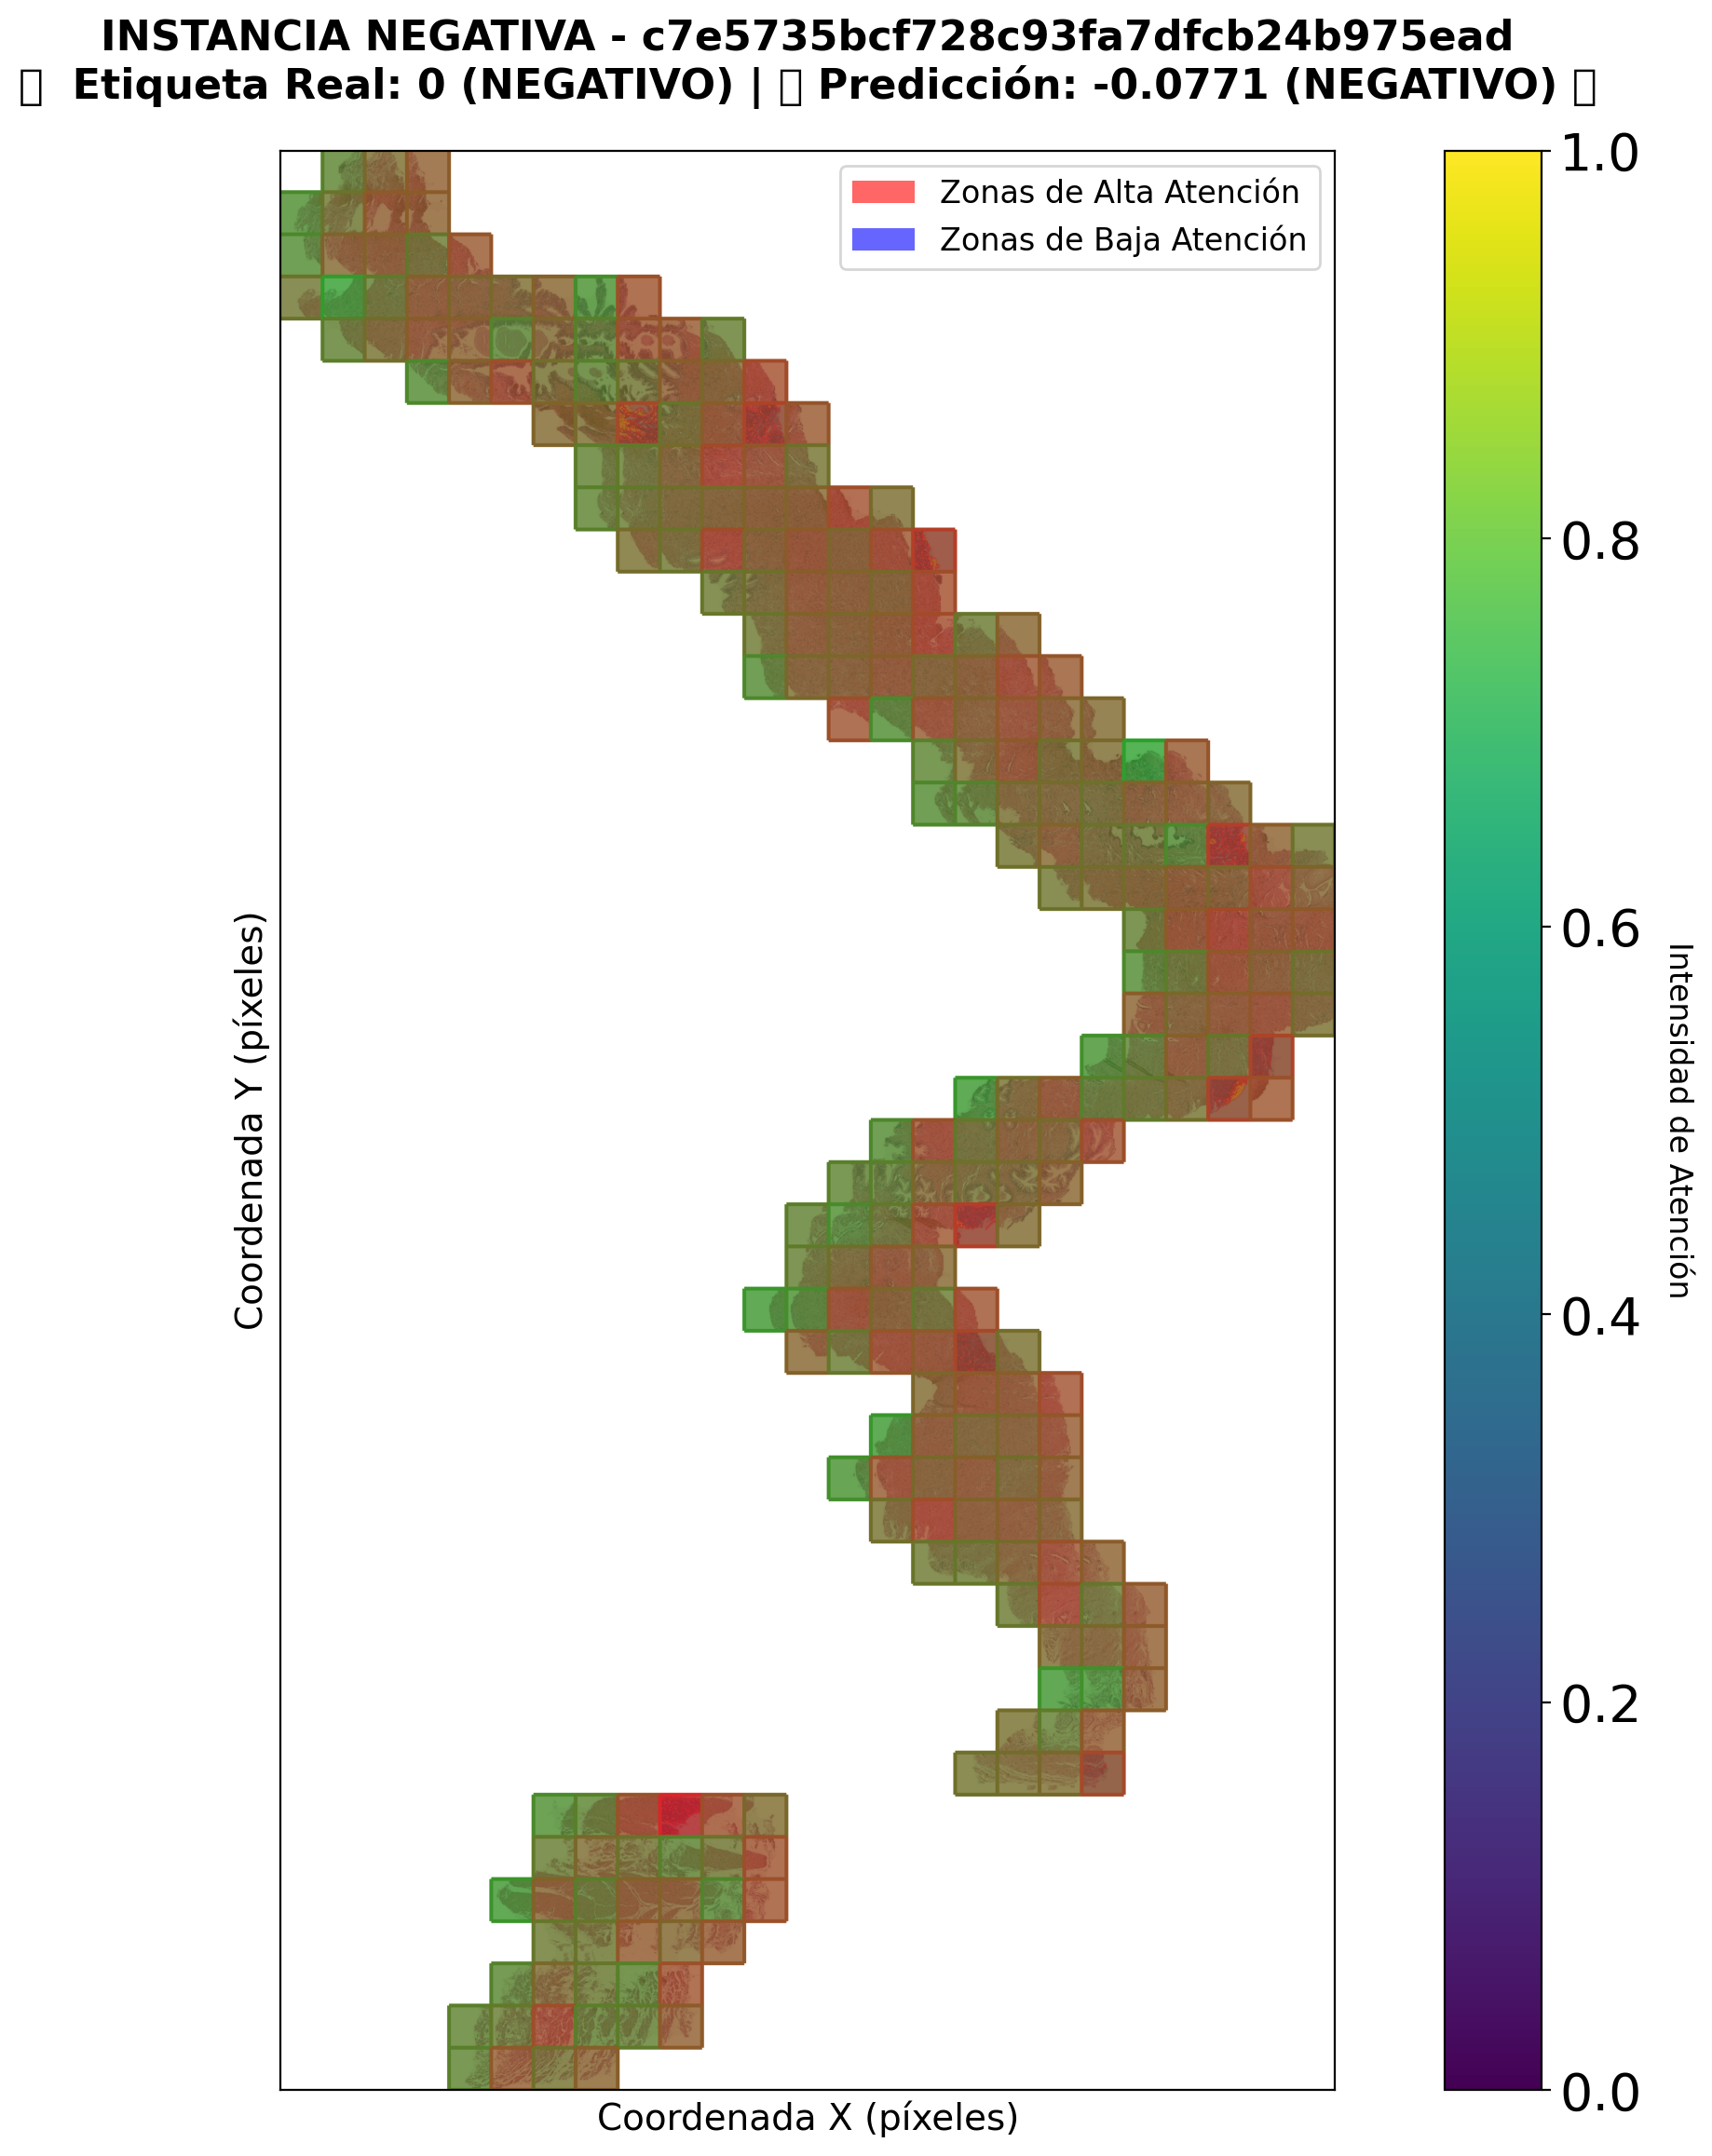 INSTANCIA NEGATIVA - c7e5735bcf728c93fa7dfcb24b975ead
Etiqueta Real: 0 (NEGATIVO) | Predicción: -0.0771 (NEGATIVO)
Zonas de Alta Atención
Zonas de Baja Atención
1.0
0.8
0.6
0.4
0.2
0.0
Intensidad de Atención
Coordenada Y (píxeles)
Coordenada X (píxeles)